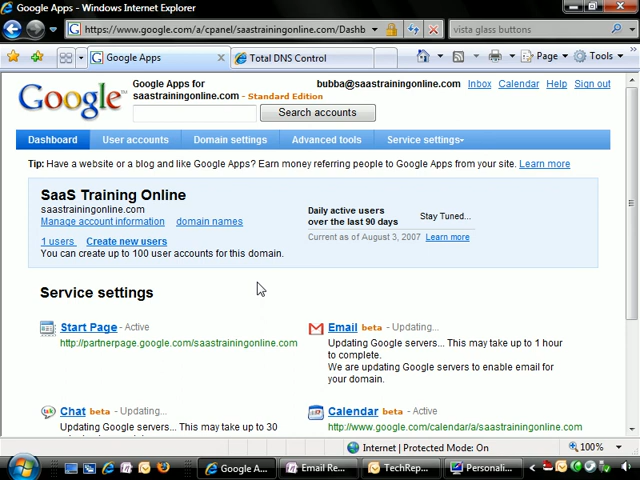 Google Apps - Windows Internet Explorer
https://www.google.com/a/cpanel/saastrainingonline.com/Dashb
vista glass buttons
Google Apps
Total DNS Control
Page
Tools
Google
Google Apps for
saastrainingonline.com - Standard Edition
bubba@saastrainingonline.com Inbox Calendar Help Sign out
Search accounts
Dashboard User accounts Domain settings Advanced tools Service settings
Tip: Have a website or a blog and like Google Apps? Earn money referring people to Google Apps from your site. Learn more
SaaS Training Online
saastrainingonline.com
Manage account information domain names
1 users Create new users
You can create up to 100 user accounts for this domain.
Daily active users
over the last 90 days
Stay Tuned...
Current as of August 3, 2007 Learn more
Service settings
Start Page - Active
http://partnerpage.google.com/saastrainingonline.com
Email beta - Updating...
Updating Google servers... This may take up to 1 hour
to complete.
We are updating Google servers to enable email for
your domain.
Chat beta - Updating...
Updating Google servers... This may take up to 30
Calendar - Active
http://www.google.com/calendar/a/saastrainingonline.com
Internet | Protected Mode: On
100%
Google A...
Email Re...
TechRep...
Personali...